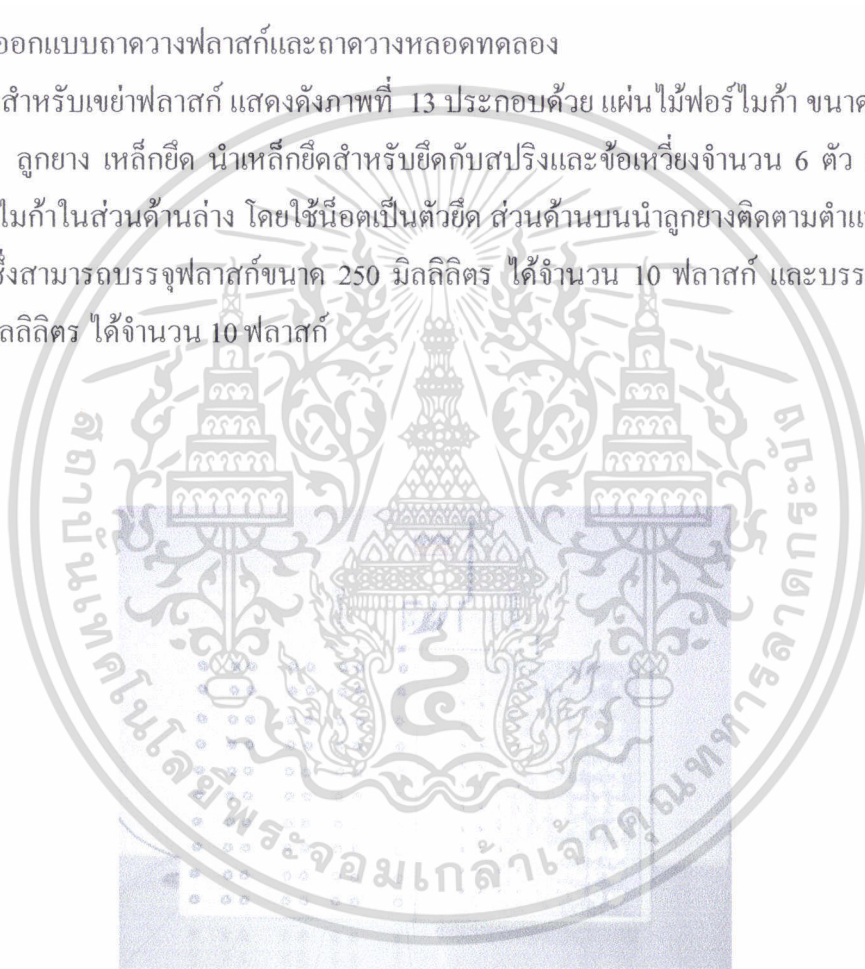 ออกแบบถาดวางฟลาสก์และถาดวางหลอดทดลอง
สำหรับเขย่าฟลาสก์ แสดงดังภาพที่ 13 ประกอบด้วย แผ่นไม้ฟอร์ไมก้า ขนาด
ลูกยาง เหล็กยึด นำเหล็กยึดสำหรับยึดกับสปริงและข้อเหวี่ยงจำนวน 6 ตัว
ไมก้าในส่วนด้านล่าง โดยใช้น็อตเป็นตัวยึด ส่วนด้านบนนำลูกยางติดตามตำแ
ซึ่งสามารถบรรจุฟลาสก์ขนาด 250 มิลลิลิตร ได้จำนวน 10 ฟลาสก์ และบรร
ลลิลิตร ได้จำนวน 10 ฟลาสก์
สถาบันเทคโนโลยีพระจอมเกล้าเจ้าคุณทหารลาดกระบัง